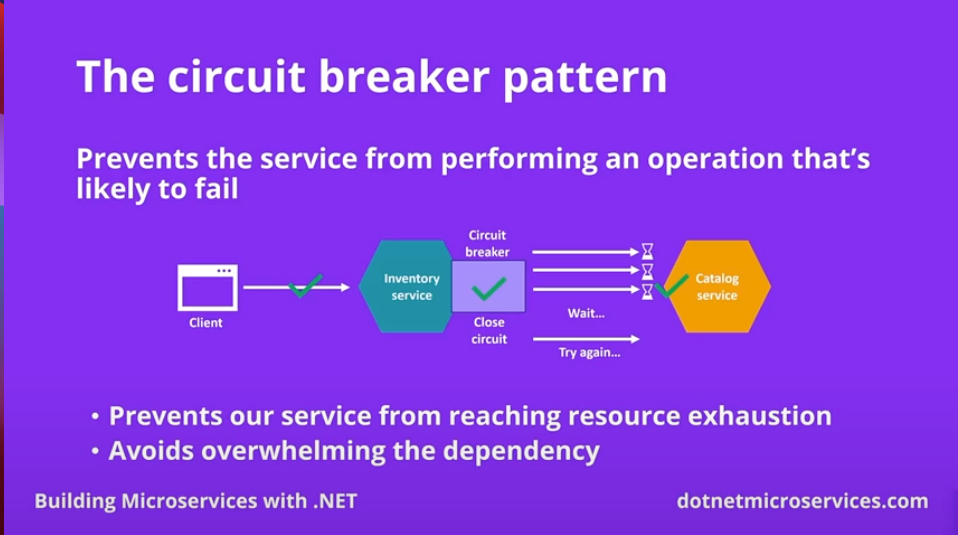 The circuit breaker pattern
Prevents the service from performing an operation that's
likely to fail
Circuit
breaker
Inventory
service
Catalog
service
Client
Close
circuit
Wait...
Try again...
• Prevents our service from reaching resource exhaustion
• Avoids overwhelming the dependency
Building Microservices with .NET
dotnetmicroservices.com